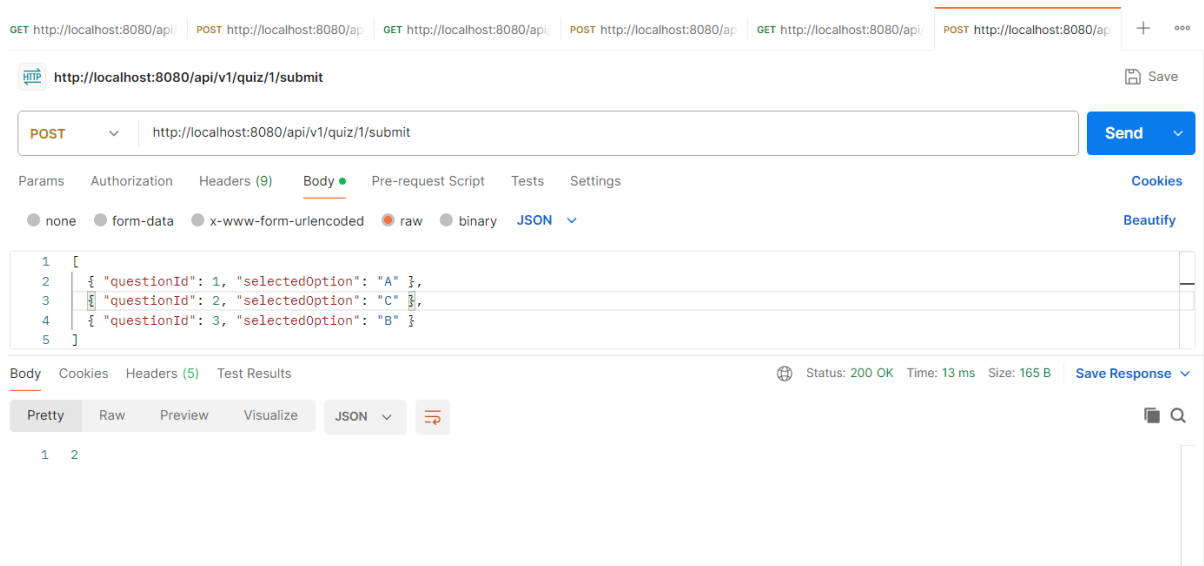 GET http://localhost:8080/api/ POST http://localhost:8080/ap GET http://localhost:8080/api/ POST http://localhost:8080/ap GET http://localhost:8080/api/ POST http://localhost:8080/ap
HTTP http://localhost:8080/api/v1/quiz/1/submit Save
POST http://localhost:8080/api/v1/quiz/1/submit Send
Params Authorization Headers (9) Body Pre-request Script Tests Settings Cookies
none form-data x-www-form-urlencoded raw binary JSON Beautify
1 [
2 { "questionId": 1, "selectedOption": "A" },
3 { "questionId": 2, "selectedOption": "C" },
4 { "questionId": 3, "selectedOption": "B" }
5 ]
Body Cookies Headers (5) Test Results Status: 200 OK Time: 13 ms Size: 165 B Save Response
Pretty Raw Preview Visualize JSON
1 2